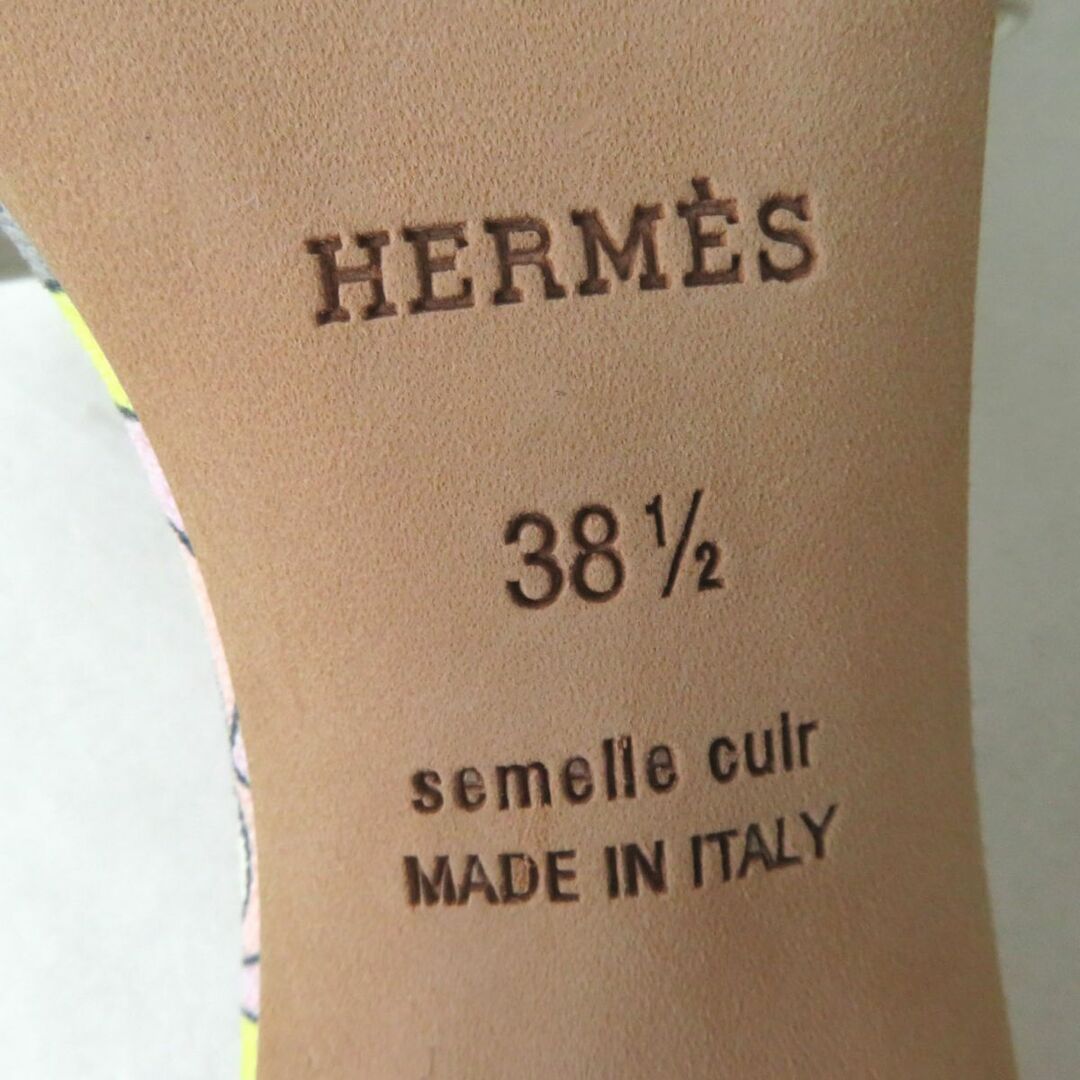 HERMÈS
38 ½
semelle cuir
MADE IN ITALY